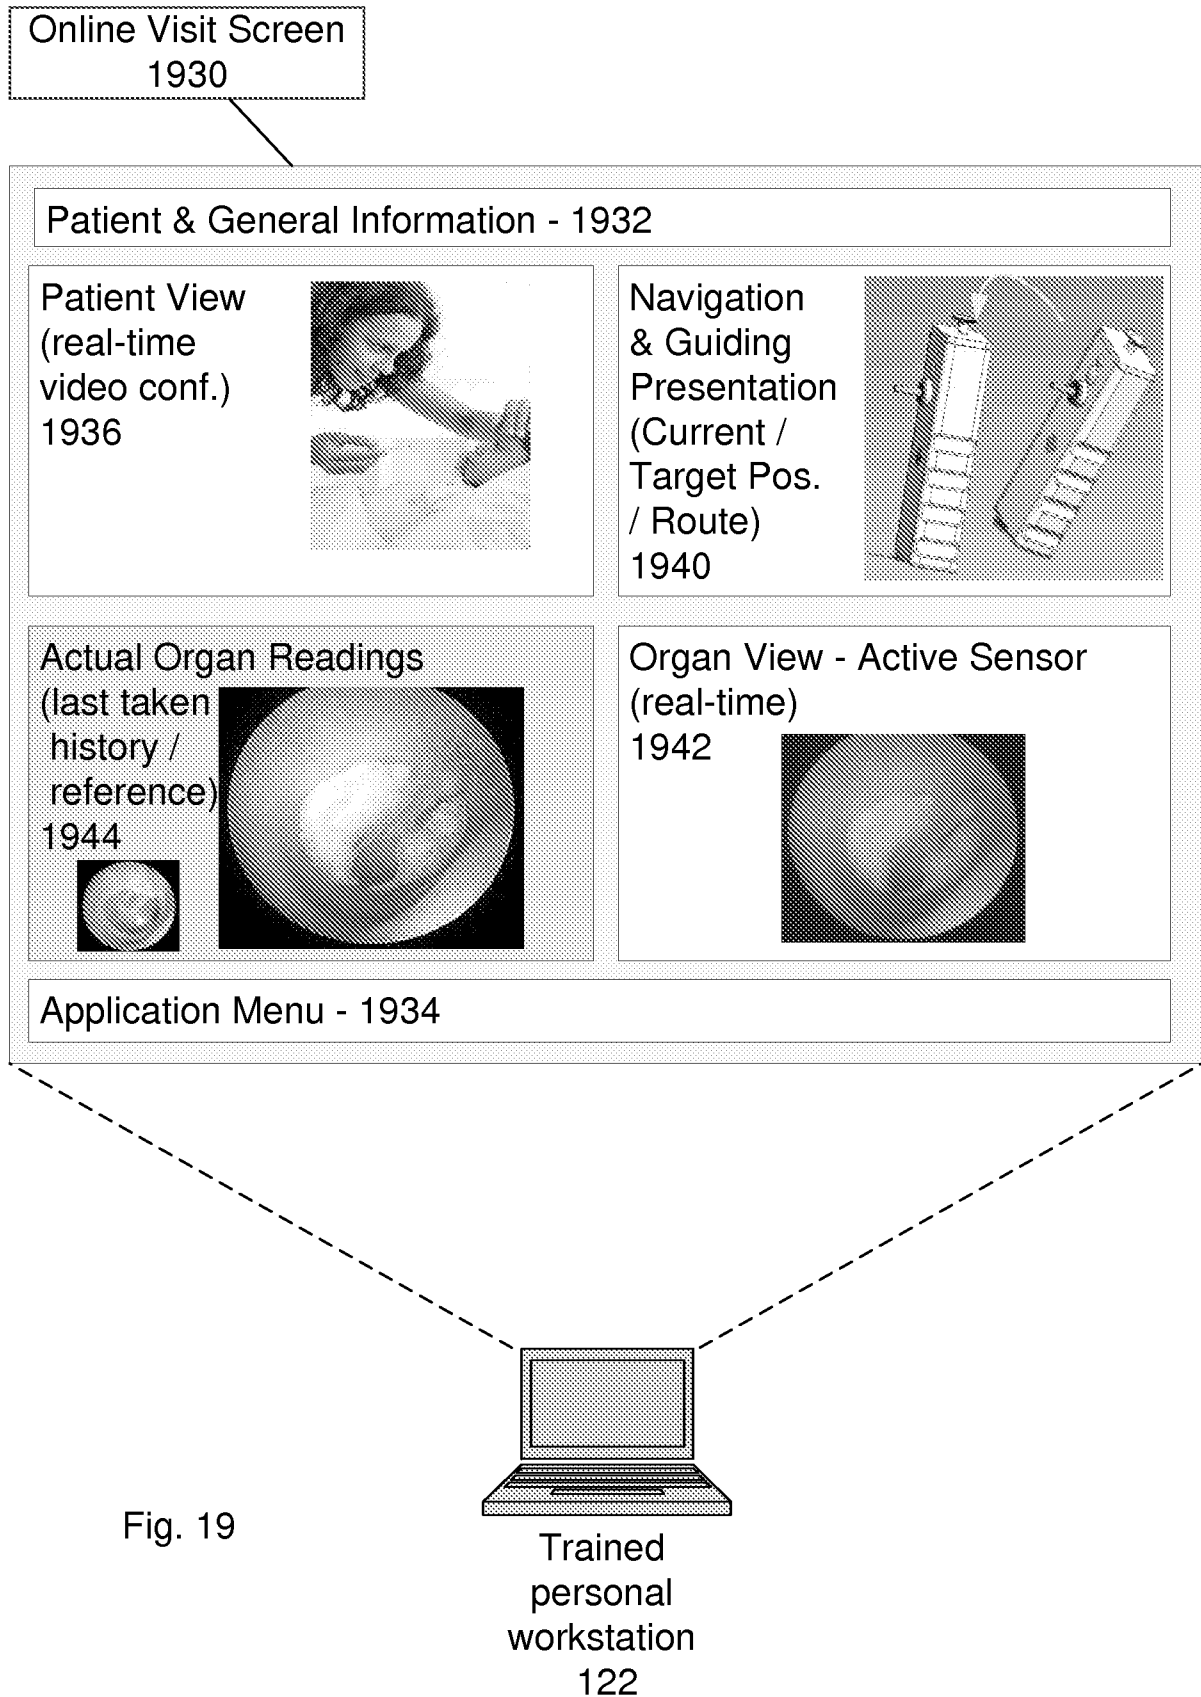 Online Visit Screen
1930
Patient & General Information - 1932
Patient View
(real-time
video conf.)
1936
Navigation
& Guiding
Presentation
(Current /
Target Pos.
/ Route)
1940
Actual Organ Readings
(last taken
history /
reference)
1944
Organ View - Active Sensor
(real-time)
1942
Application Menu - 1934
Fig. 19
Trained
personal
workstation
122